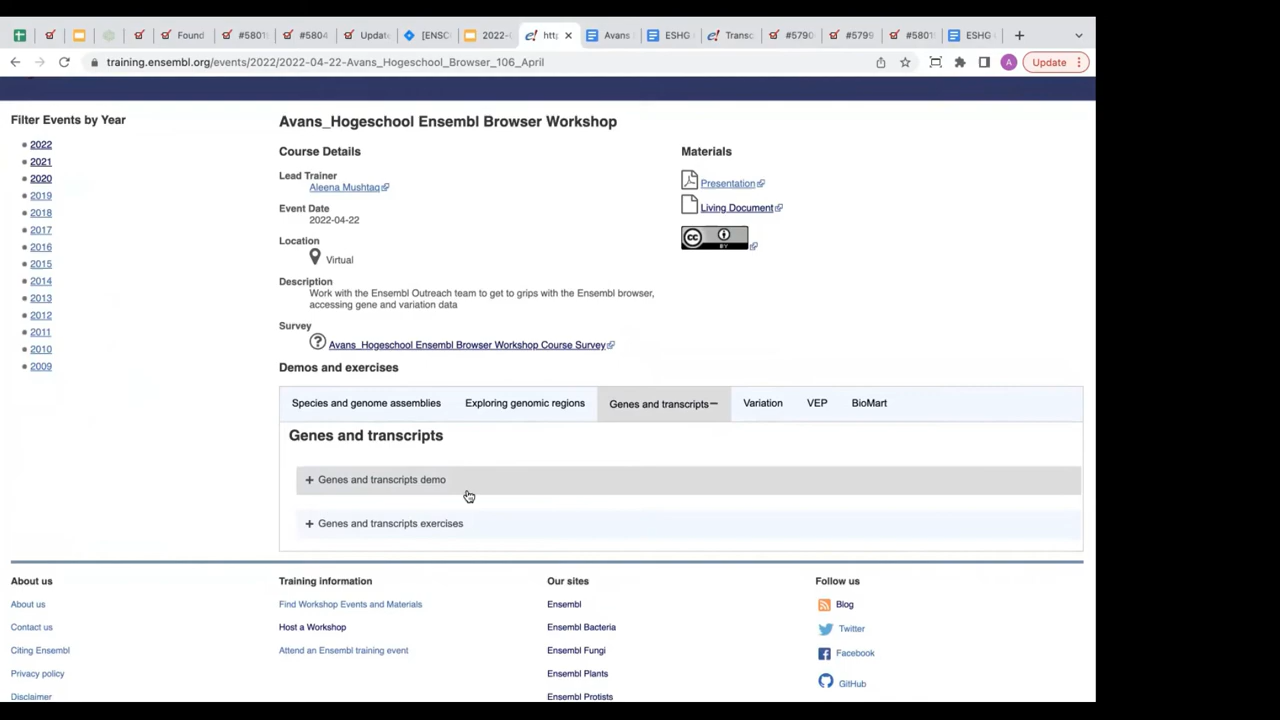 Found
#5801
#5804
Update
[ENSC
2022-
htt
Avans
ESHG
Transc
#5790
#5799
#5801
ESHG
training.ensembl.org/events/2022/2022-04-22-Avans_Hogeschool_Browser_106_April
A
Update
Filter Events by Year
2022
2021
2020
2019
2018
2017
2016
2015
2014
2013
2012
2011
2010
2009
Avans_Hogeschool Ensembl Browser Workshop
Course Details
Lead Trainer
Aleena Mushtaq
Event Date
2022-04-22
Location
Virtual
Description
Work with the Ensembl Outreach team to get to grips with the Ensembl browser,
accessing gene and variation data
Survey
Avans_Hogeschool Ensembl Browser Workshop Course Survey
Materials
Presentation
Living Document
CC BY
Demos and exercises
Species and genome assemblies
Exploring genomic regions
Genes and transcripts
Variation
VEP
BioMart
Genes and transcripts
+ Genes and transcripts demo
+ Genes and transcripts exercises
About us
About us
Contact us
Citing Ensembl
Privacy policy
Disclaimer
Training information
Find Workshop Events and Materials
Host a Workshop
Attend an Ensembl training event
Our sites
Ensembl
Ensembl Bacteria
Ensembl Fungi
Ensembl Plants
Ensembl Protists
Follow us
Blog
Twitter
Facebook
GitHub